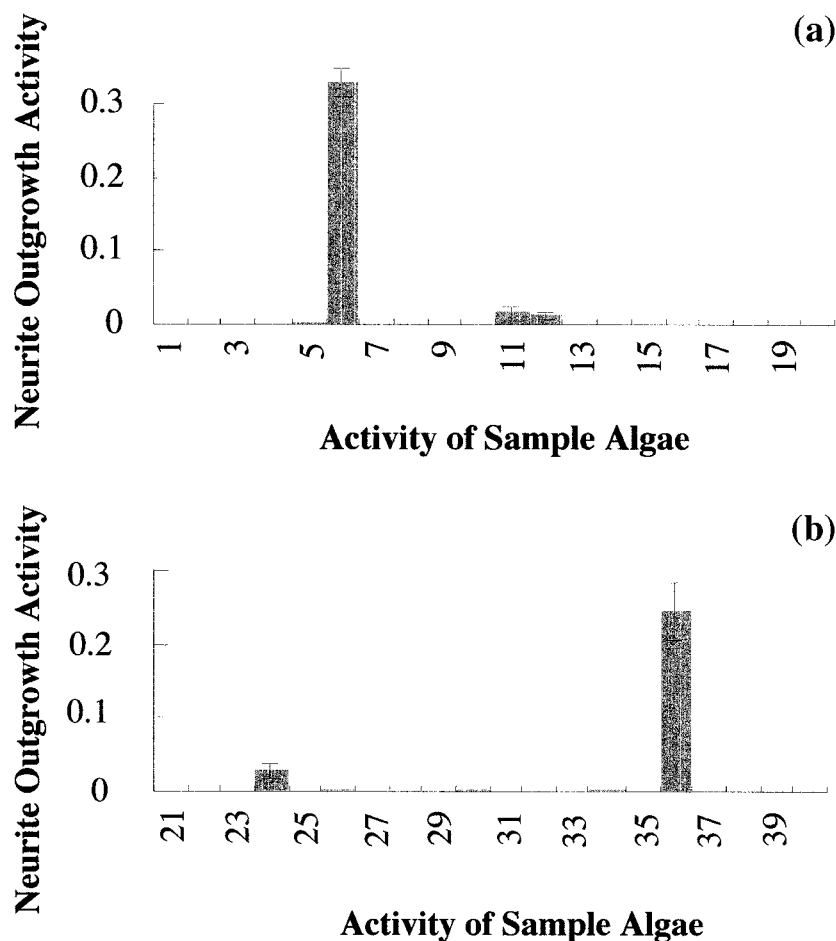 (a)
Neurite Outgrowth Activity
0.3
0.2
0.1
0
1 3 5 7 9 11 13 15 17 19
Activity of Sample Algae
(b)
Neurite Outgrowth Activity
0.3
0.2
0.1
0
21 23 25 27 29 31 33 35 37 39
Activity of Sample Algae